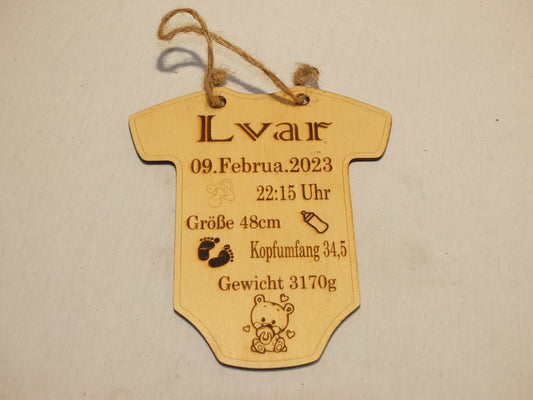 Lvar
09.Februa.2023
22:15 Uhr
Größe 48cm
Kopfumfang 34,5
Gewicht 3170g